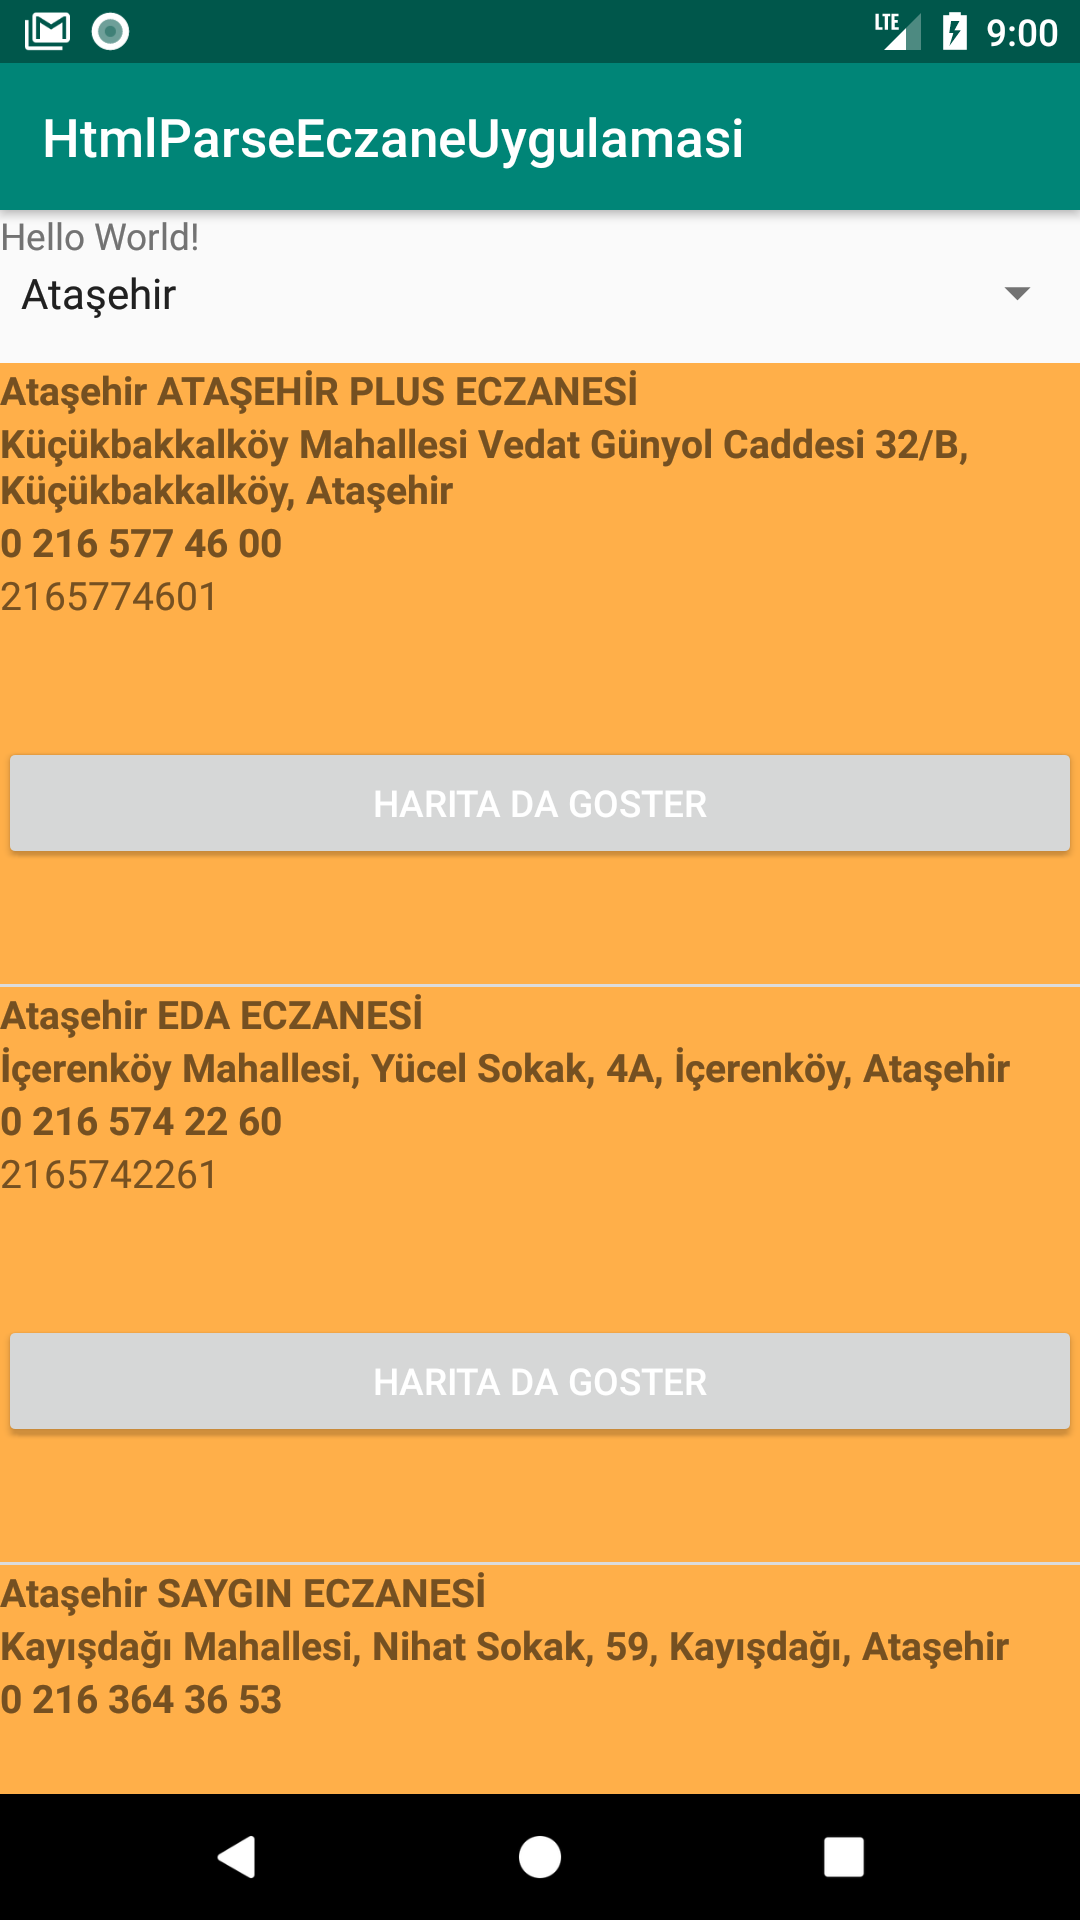 LTE 9:00
HtmlParseEczaneUygulamasi
Hello World!
Ataşehir
Ataşehir ATAŞEHİR PLUS ECZANESİ
Küçükbakkalköy Mahallesi Vedat Günyol Caddesi 32/B,
Küçükbakkalköy, Ataşehir
0 216 577 46 00
2165774601
HARITA DA GOSTER
Ataşehir EDA ECZANESİ
İçerenköy Mahallesi, Yücel Sokak, 4A, İçerenköy, Ataşehir
0 216 574 22 60
2165742261
HARITA DA GOSTER
Ataşehir SAYGIN ECZANESİ
Kayışdağı Mahallesi, Nihat Sokak, 59, Kayışdağı, Ataşehir
0 216 364 36 53